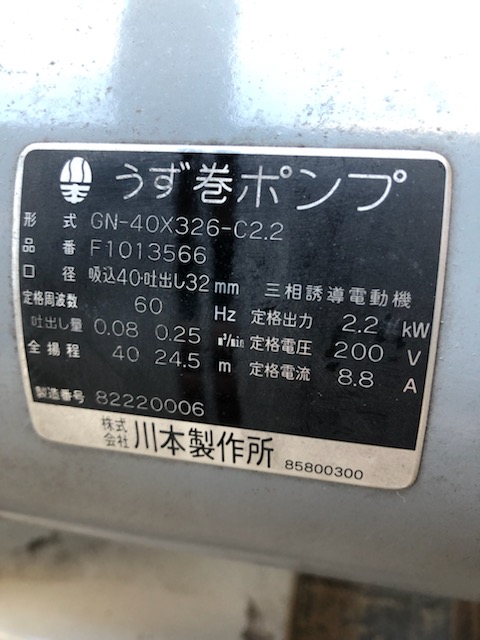 うず巻ポンプ
形式 GN-40X326-C2.2
品番 F1013566
口径 吸込40・吐出し32mm 三相誘導電動機
定格周波数 60 Hz 定格出力 2.2 kW
吐出し量 0.08 0.25 m³/min 定格電圧 200 V
全揚程 40 24.5 m 定格電流 8.8 A
製造番号 82220006
株式会社 川本製作所 85800300